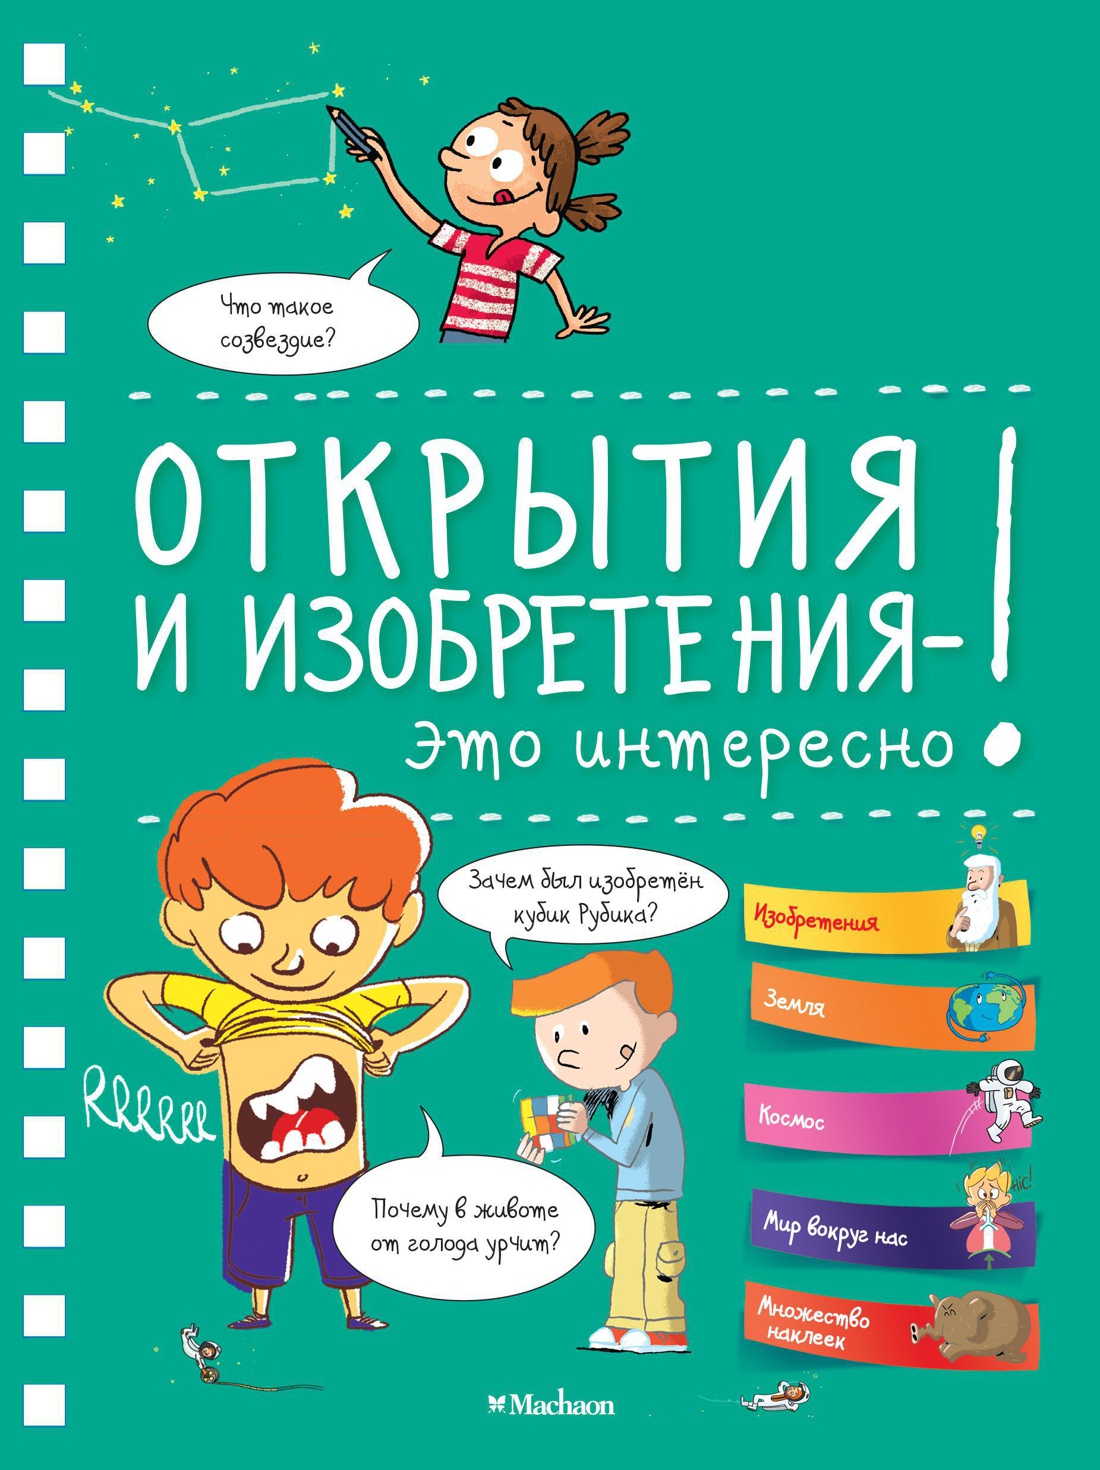 Что такое
созвездие?
ОТКРЫТИЯ
И ИЗОБРЕТЕНИЯ-
это интересно!
Зачем был изобретён
кубик Рубика?
Изобретения
Земля
Космос
RRRRRR
hic!
Почему в животе
от голода урчит?
Мир вокруг нас
Множество
наклеек
Machaon